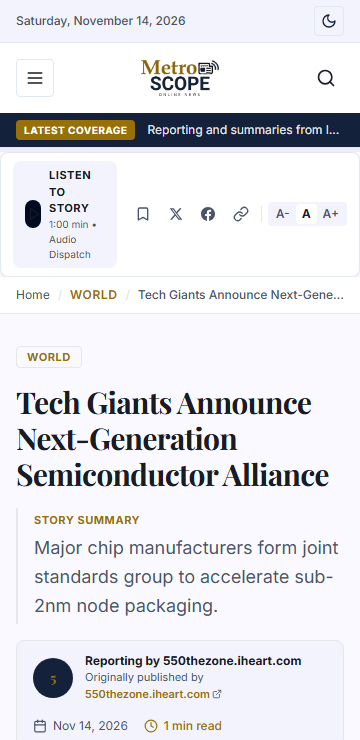 Saturday, November 14, 2026
Metro
SCOPE
ONLINE NEWS
LATEST COVERAGE Reporting and summaries from I...
LISTEN
TO
STORY
1:00 min •
Audio
Dispatch
A- A A+
Home / WORLD / Tech Giants Announce Next-Gene...
WORLD
Tech Giants Announce
Next-Generation
Semiconductor Alliance
STORY SUMMARY
Major chip manufacturers form joint
standards group to accelerate sub-
2nm node packaging.
5
Reporting by 550thezone.iheart.com
Originally published by
550thezone.iheart.com
Nov 14, 2026 1 min read